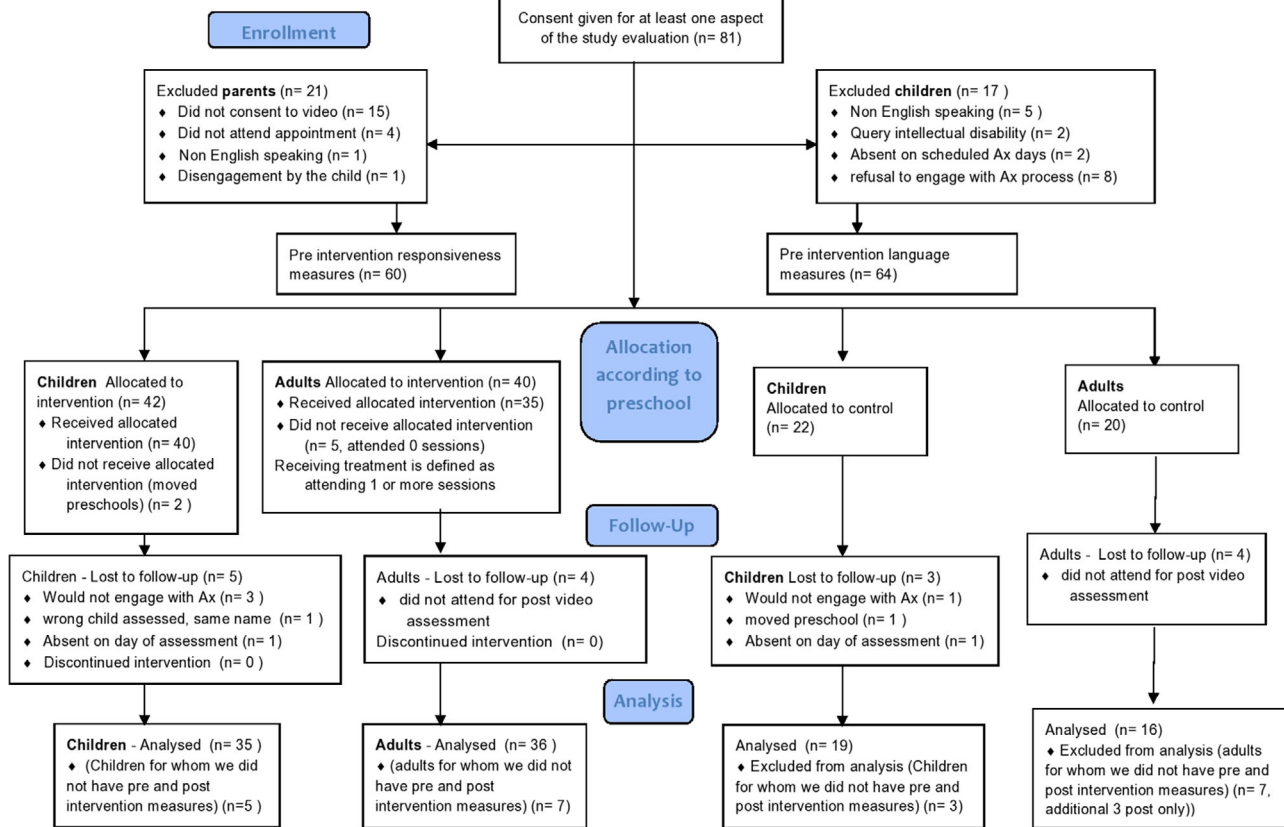 Enrollment
Consent given for at least one aspect
of the study evaluation (n= 81)
Excluded parents (n= 21)
♦ Did not consent to video (n= 15)
♦ Did not attend appointment (n= 4)
♦ Non English speaking (n= 1)
♦ Disengagement by the child (n= 1)
Excluded children (n= 17 )
♦ Non English speaking (n= 5 )
♦ Query intellectual disability (n= 2)
♦ Absent on scheduled Ax days (n= 2)
♦ refusal to engage with Ax process (n= 8)
Pre intervention responsiveness
measures (n= 60)
Pre intervention language
measures (n= 64)
Allocation
according to
preschool
Children Allocated to
intervention (n= 42)
♦ Received allocated
intervention (n= 40)
♦ Did not receive allocated
intervention (moved
preschools) (n= 2 )
Adults Allocated to intervention (n= 40)
♦ Received allocated intervention (n=35)
♦ Did not receive allocated intervention
(n= 5, attended 0 sessions)
Receiving treatment is defined as
attending 1 or more sessions
Children
Allocated to control
(n= 22)
Adults
Allocated to control
(n= 20)
Follow-Up
Children - Lost to follow-up (n= 5)
♦ Would not engage with Ax (n= 3 )
♦ wrong child assessed, same name (n= 1 )
♦ Absent on day of assessment (n= 1)
♦ Discontinued intervention (n= 0 )
Adults - Lost to follow-up (n= 4)
♦ did not attend for post video
assessment
Discontinued intervention (n= 0)
Children Lost to follow-up (n= 3)
♦ Would not engage with Ax (n= 1)
♦ moved preschool (n= 1 )
♦ Absent on day of assessment (n= 1)
Adults - Lost to follow-up (n= 4)
♦ did not attend for post video
assessment
Analysis
Children - Analysed (n= 35 )
♦ (Children for whom we did
not have pre and post
intervention measures) (n=5 )
Adults - Analysed (n= 36 )
♦ (adults for whom we did not
have pre and post
intervention measures) (n= 7)
Analysed (n= 19)
♦ Excluded from analysis (Children
for whom we did not have pre and
post intervention measures) (n= 3)
Analysed (n= 16)
♦ Excluded from analysis (adults
for whom we did not have pre and
post intervention measures) (n= 7,
additional 3 post only))